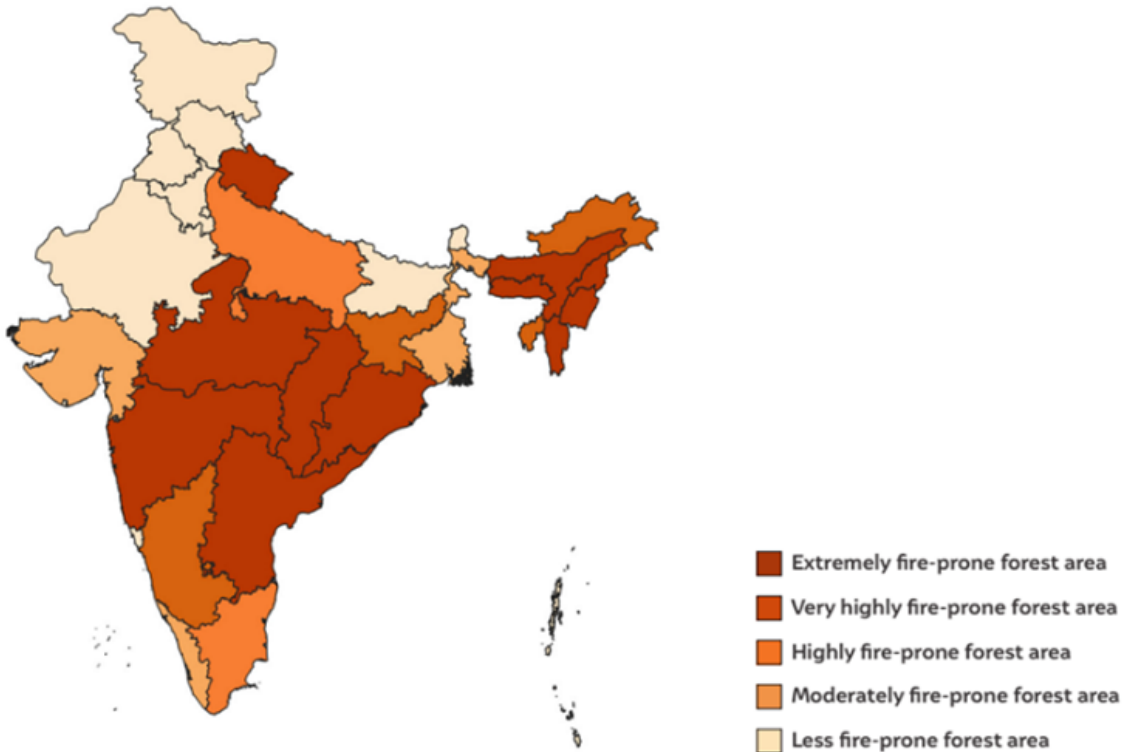 Extremely fire-prone forest area
Very highly fire-prone forest area
Highly fire-prone forest area
Moderately fire-prone forest area
Less fire-prone forest area